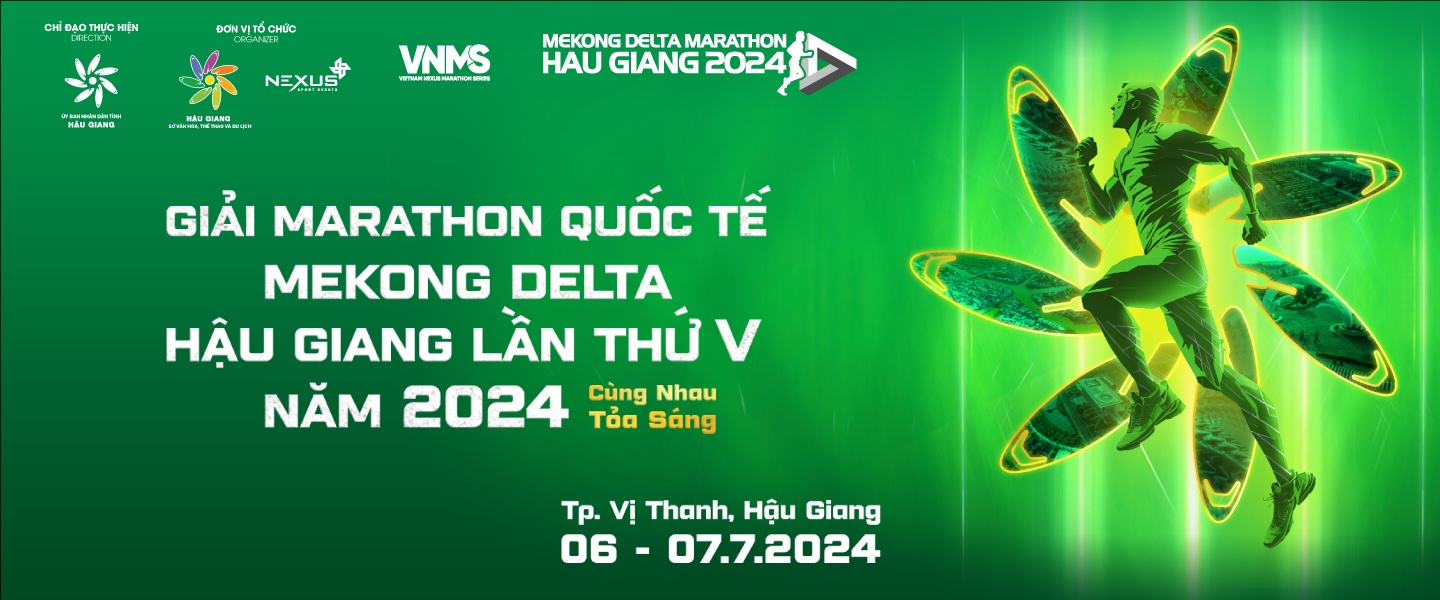 CHỈ ĐẠO THỰC HIỆN
DIRECTION
ỦY BAN NHÂN DÂN TỈNH
HẬU GIANG
ĐƠN VỊ TỔ CHỨC
ORGANIZER
HẬU GIANG
SỞ VĂN HÓA, THỂ THAO VÀ DU LỊCH
NEXUS
SPORT EVENTS
VNMS
VIETNAM NEXUS MARATHON SERIES
MEKONG DELTA MARATHON
HAU GIANG 2024
GIẢI MARATHON QUỐC TẾ
MEKONG DELTA
HẬU GIANG LẦN THỨ V
NĂM 2024
Cùng Nhau
Tỏa Sáng
Tp. Vị Thanh, Hậu Giang
06 - 07.7.2024